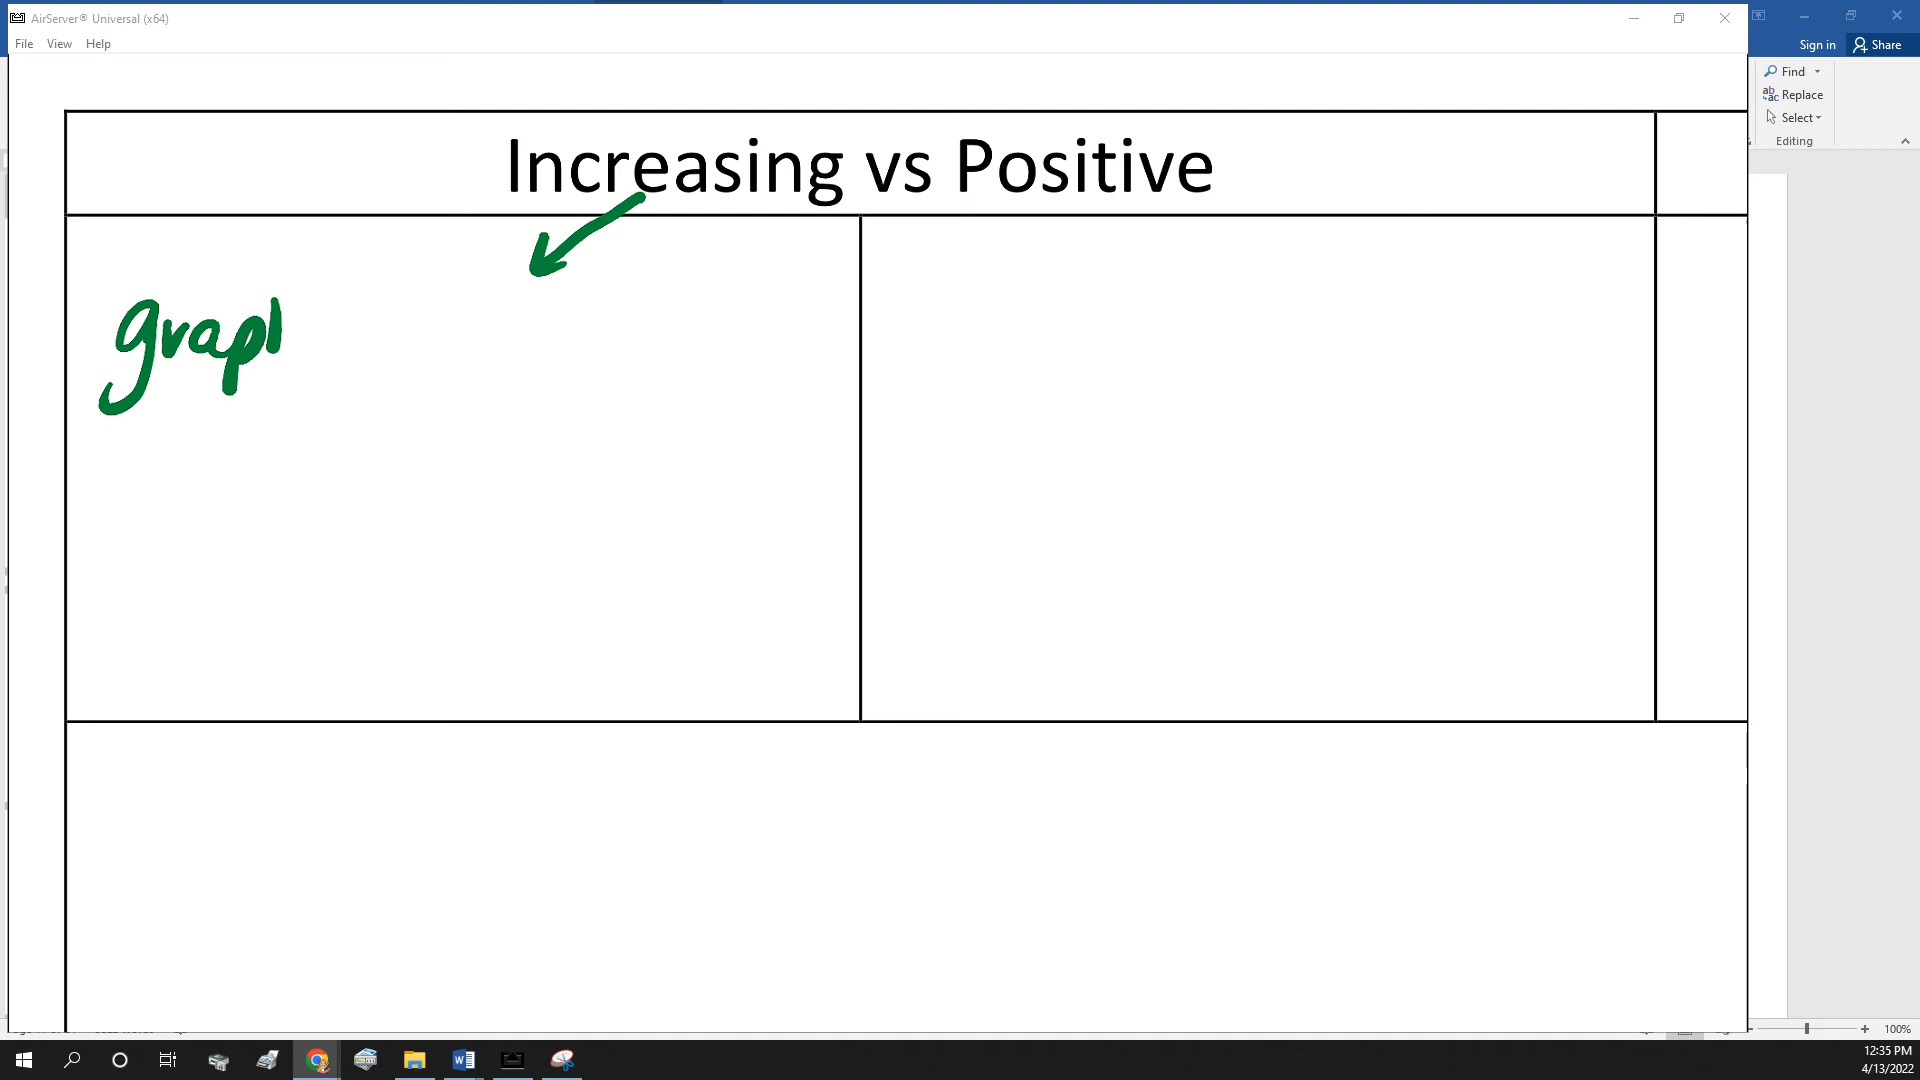 AirServer® Universal (x64)
File View Help
Sign in Share
Find
Replace
Select
Editing
Increasing vs Positive
grap
100%
12:35 PM
4/13/2022